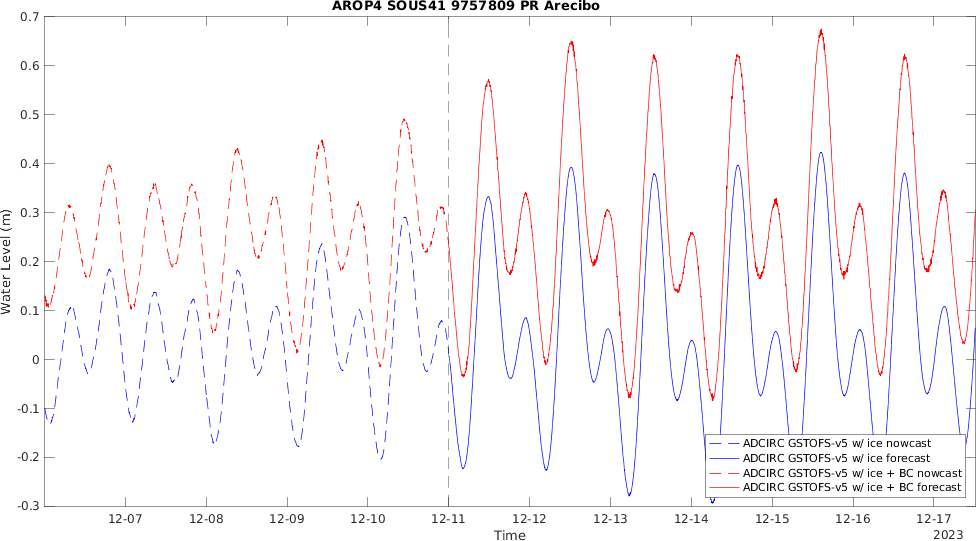 AROP4 SOUS41 9757809 PR Arecibo
0.7
0.6
0.5
0.4
0.3
0.2
0.1
0
-0.1
-0.2
-0.3
Water Level (m)
12-07 12-08 12-09 12-10 12-11 12-12 12-13 12-14 12-15 12-16 12-17
Time
2023
ADCIRC GSTOFS-v5 w/ ice nowcast
ADCIRC GSTOFS-v5 w/ ice forecast
ADCIRC GSTOFS-v5 w/ ice + BC nowcast
ADCIRC GSTOFS-v5 w/ ice + BC forecast